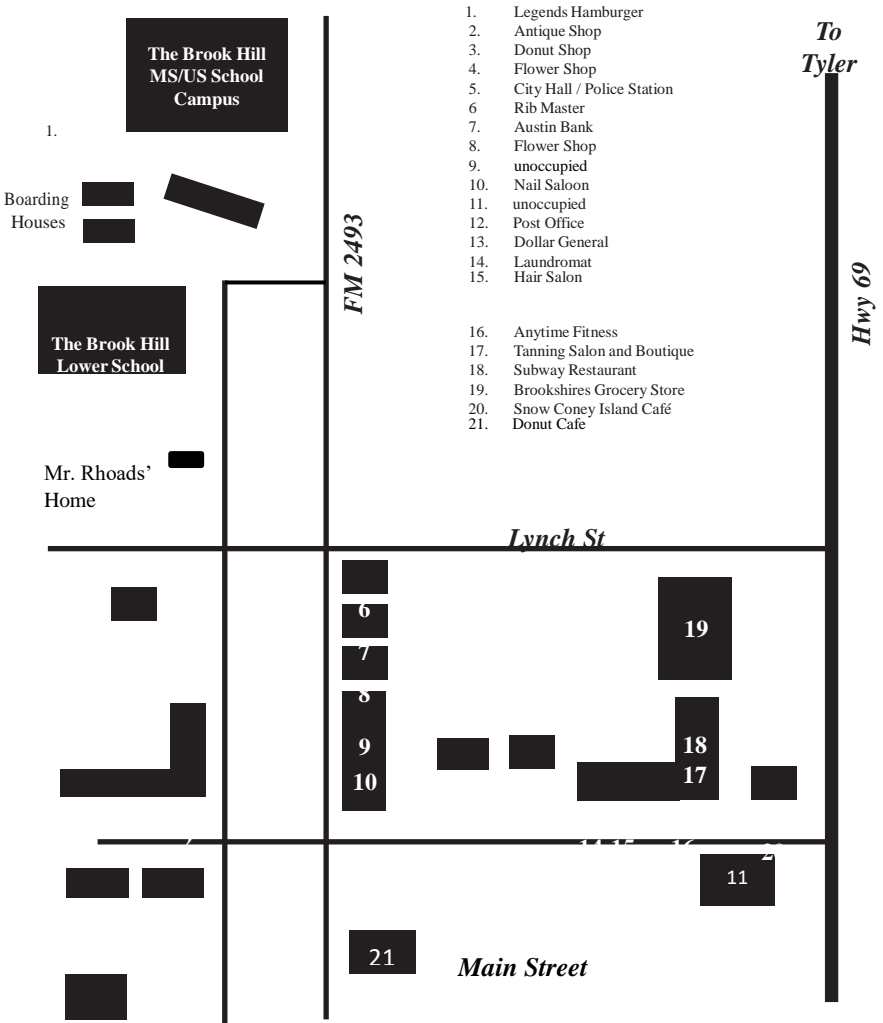 The Brook Hill
MS/US School
Campus
1.
Boarding
Houses
The Brook Hill
Lower School
Mr. Rhoads’
Home
FM 2493
1. Legends Hamburger
2. Antique Shop
3. Donut Shop
4. Flower Shop
5. City Hall / Police Station
6 Rib Master
7. Austin Bank
8. Flower Shop
9. unoccupied
10. Nail Saloon
11. unoccupied
12. Post Office
13. Dollar General
14. Laundromat
15. Hair Salon
16. Anytime Fitness
17. Tanning Salon and Boutique
18. Subway Restaurant
19. Brookshires Grocery Store
20. Snow Coney Island Café
21. Donut Cafe
To
Tyler
Hwy 69
Lynch St
6
7
8
9
10
19
18
17
14 15
16
20
11
21
Main Street